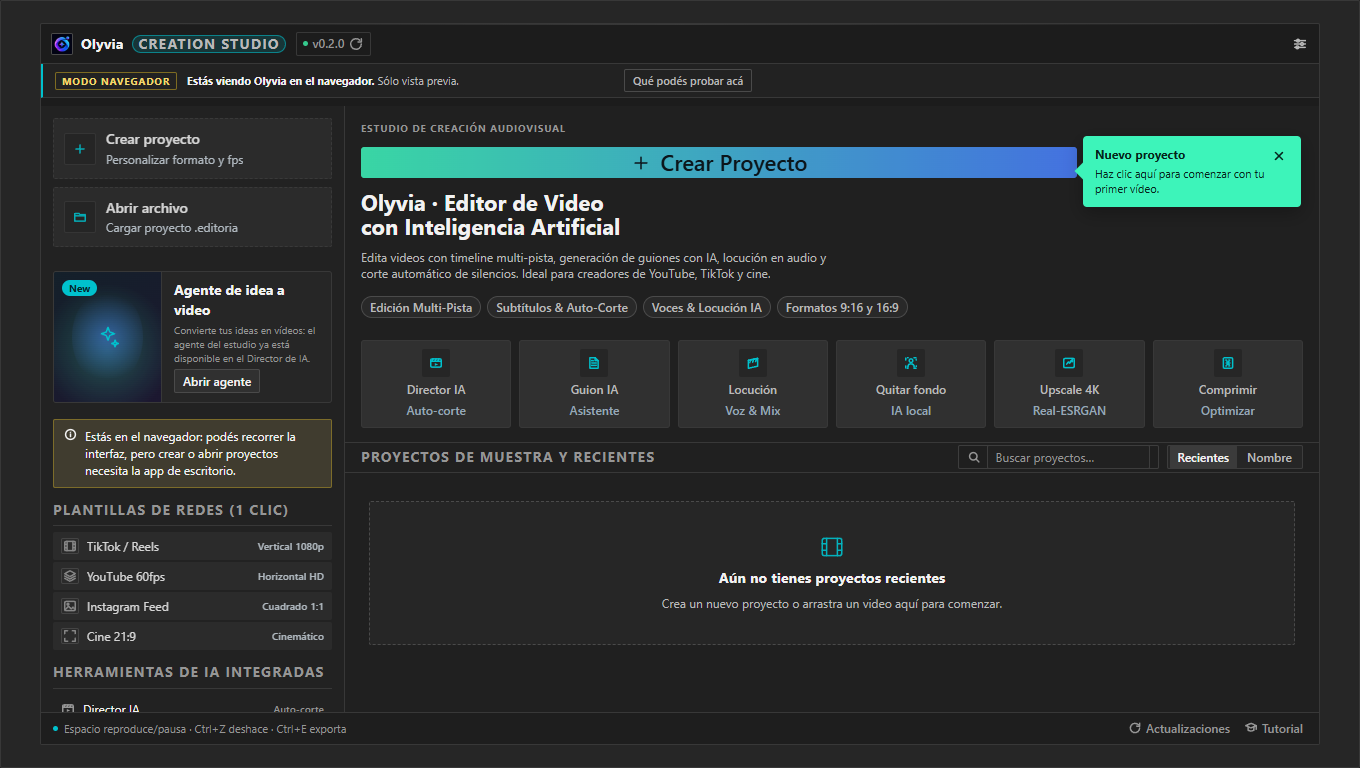 Olyvia CREATION STUDIO v0.2.0
MODO NAVEGADOR Estás viendo Olyvia en el navegador. Sólo vista previa. Qué podés probar acá
Crear proyecto
Personalizar formato y fps
Abrir archivo
Cargar proyecto .editoria
New
Agente de idea a
video
Convierte tus ideas en vídeos: el
agente del estudio ya está
disponible en el Director de IA.
Abrir agente
Estás en el navegador: podés recorrer la
interfaz, pero crear o abrir proyectos
necesita la app de escritorio.
PLANTILLAS DE REDES (1 CLIC)
TikTok / Reels Vertical 1080p
YouTube 60fps Horizontal HD
Instagram Feed Cuadrado 1:1
Cine 21:9 Cinemático
HERRAMIENTAS DE IA INTEGRADAS
Director IA Auto-corte
ESTUDIO DE CREACIÓN AUDIOVISUAL
+ Crear Proyecto
Nuevo proyecto
Haz clic aquí para comenzar con tu
primer vídeo.
Olyvia · Editor de Video
con Inteligencia Artificial
Edita videos con timeline multi-pista, generación de guiones con IA, locución en audio y
corte automático de silencios. Ideal para creadores de YouTube, TikTok y cine.
Edición Multi-Pista Subtítulos & Auto-Corte Voces & Locución IA Formatos 9:16 y 16:9
Director IA
Auto-corte
Guion IA
Asistente
Locución
Voz & Mix
Quitar fondo
IA local
Upscale 4K
Real-ESRGAN
Comprimir
Optimizar
PROYECTOS DE MUESTRA Y RECIENTES Buscar proyectos... Recientes Nombre
Aún no tienes proyectos recientes
Crea un nuevo proyecto o arrastra un video aquí para comenzar.
Espacio reproduce/pausa · Ctrl+Z deshace · Ctrl+E exporta Actualizaciones Tutorial